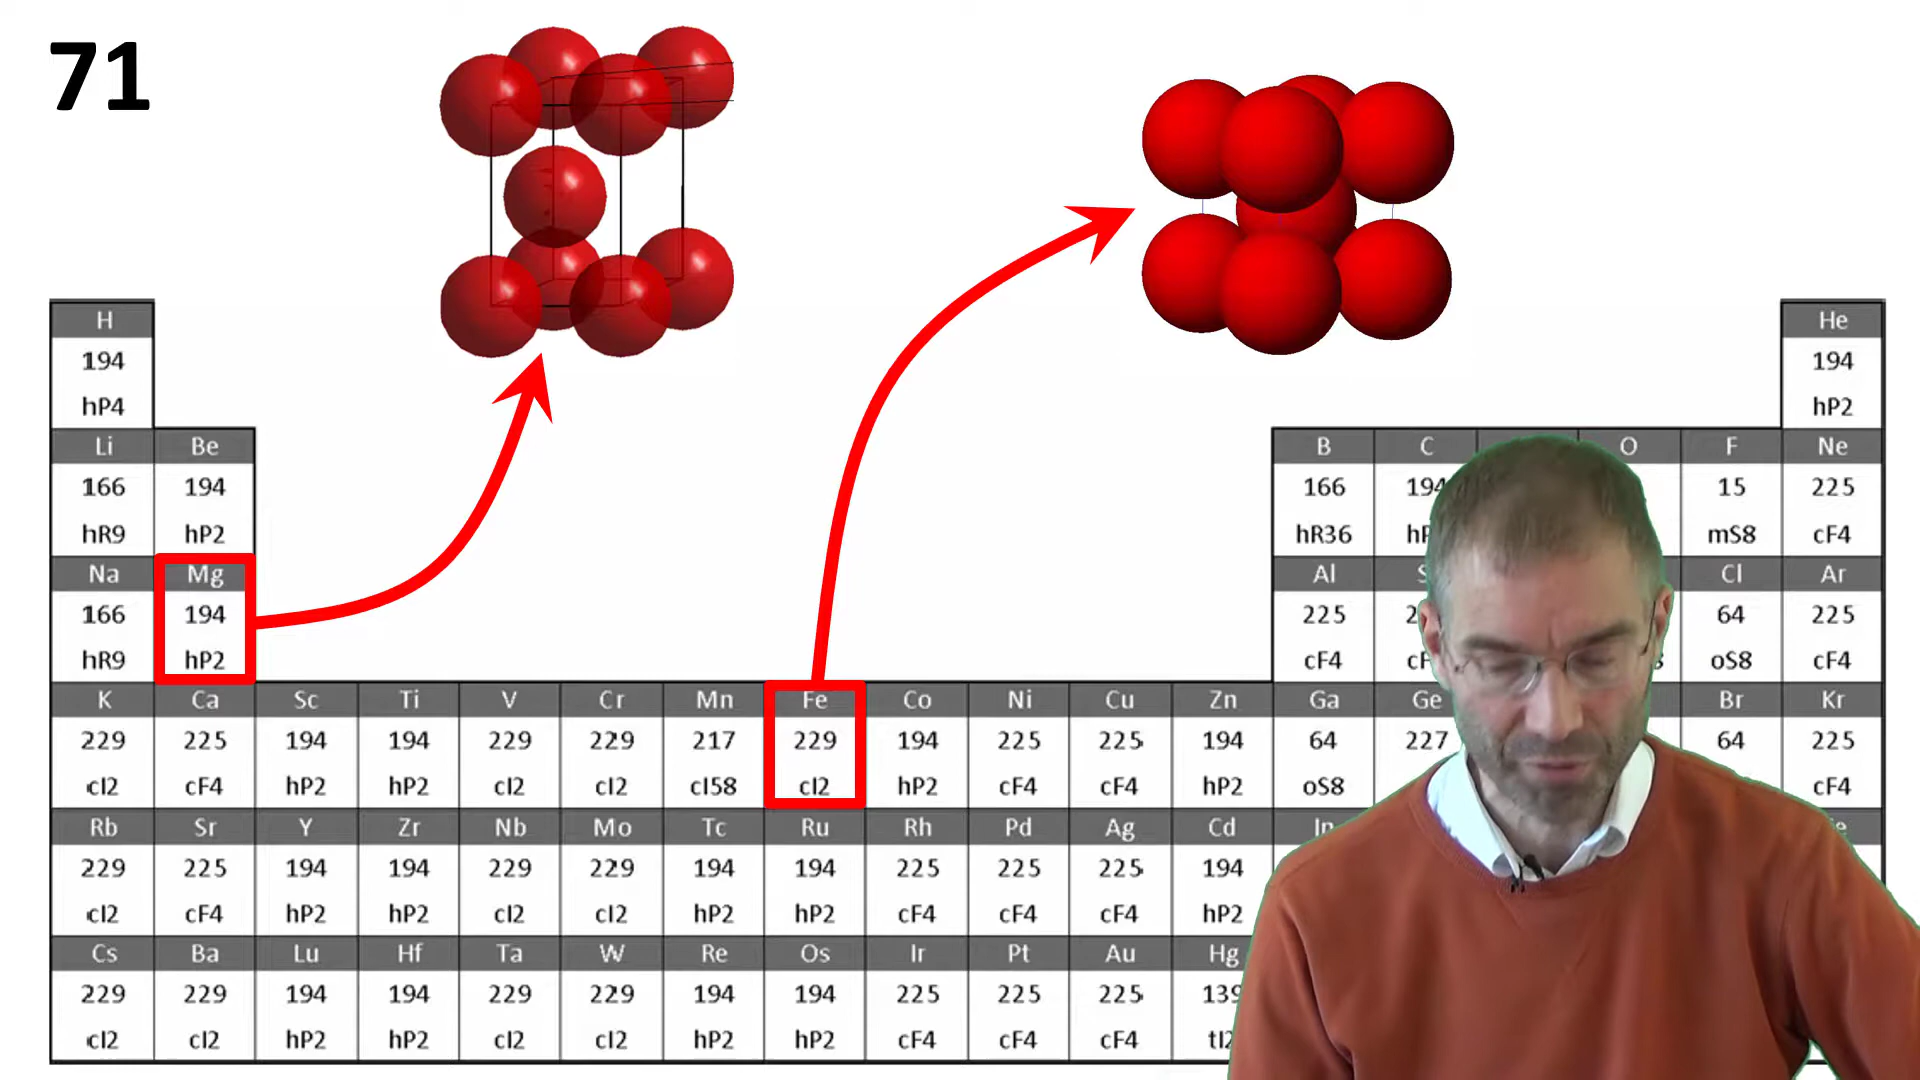 71
H He
194 194
hP4 hP2
Li Be B C O F Ne
166 194 166 194 15 225
hR9 hP2 hR36 mS8 cF4
Na Mg Al Cl Ar
166 194 225 64 225
hR9 hP2 cF4 oS8 cF4
K Ca Sc Ti V Cr Mn Fe Co Ni Cu Zn Ga Ge Br Kr
229 225 194 194 229 229 217 229 194 225 225 194 64 227 64 225
cI2 cF4 hP2 hP2 cI2 cI2 cI58 cI2 hP2 cF4 cF4 hP2 oS8 cF4
Rb Sr Y Zr Nb Mo Tc Ru Rh Pd Ag Cd In
229 225 194 194 229 229 194 194 225 225 225 194
cI2 cF4 hP2 hP2 cI2 cI2 hP2 hP2 cF4 cF4 cF4 hP2
Cs Ba Lu Hf Ta W Re Os Ir Pt Au Hg
229 229 194 194 229 229 194 194 225 225 225 139
cI2 cI2 hP2 hP2 cI2 cI2 hP2 hP2 cF4 cF4 cF4 tI2